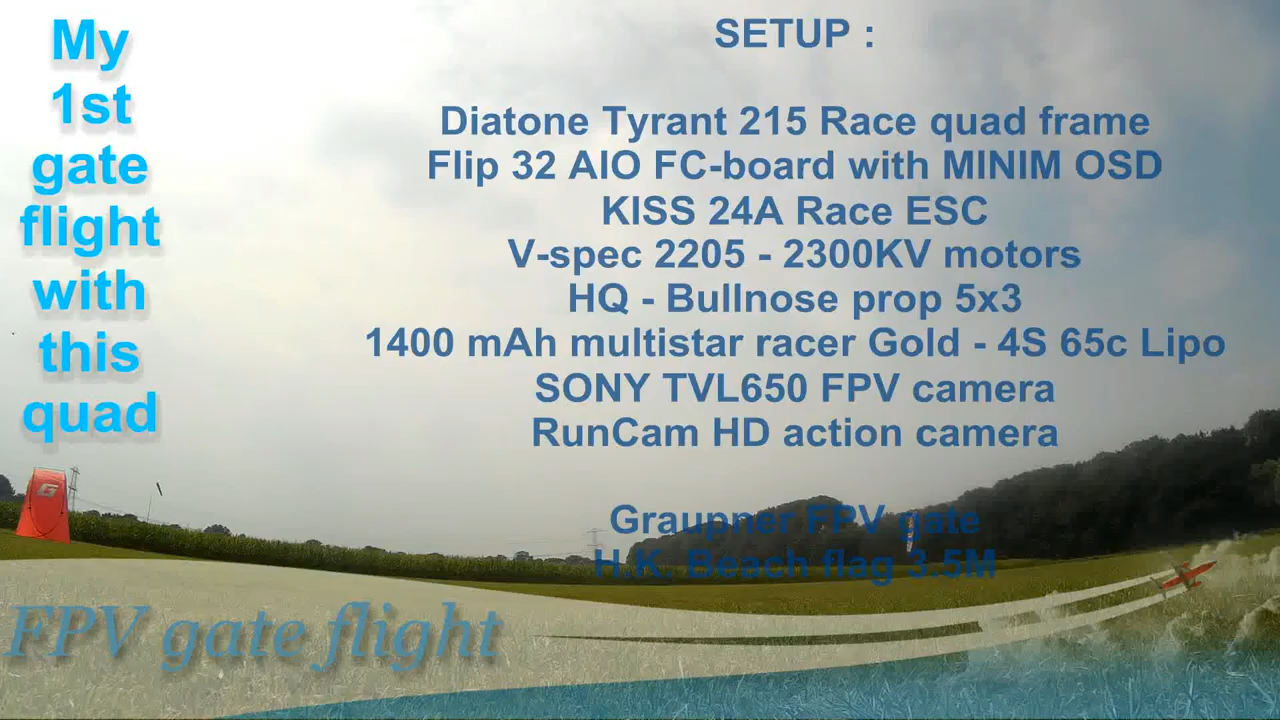 My
1st
gate
flight
with
this
quad
SETUP :
Diatone Tyrant 215 Race quad frame
Flip 32 AIO FC-board with MINIM OSD
KISS 24A Race ESC
V-spec 2205 - 2300KV motors
HQ - Bullnose prop 5x3
1400 mAh multistar racer Gold - 4S 65c Lipo
SONY TVL650 FPV camera
RunCam HD action camera
Graupner FPV gate
H.K. Beach flag 3.5M
G
FPV gate flight